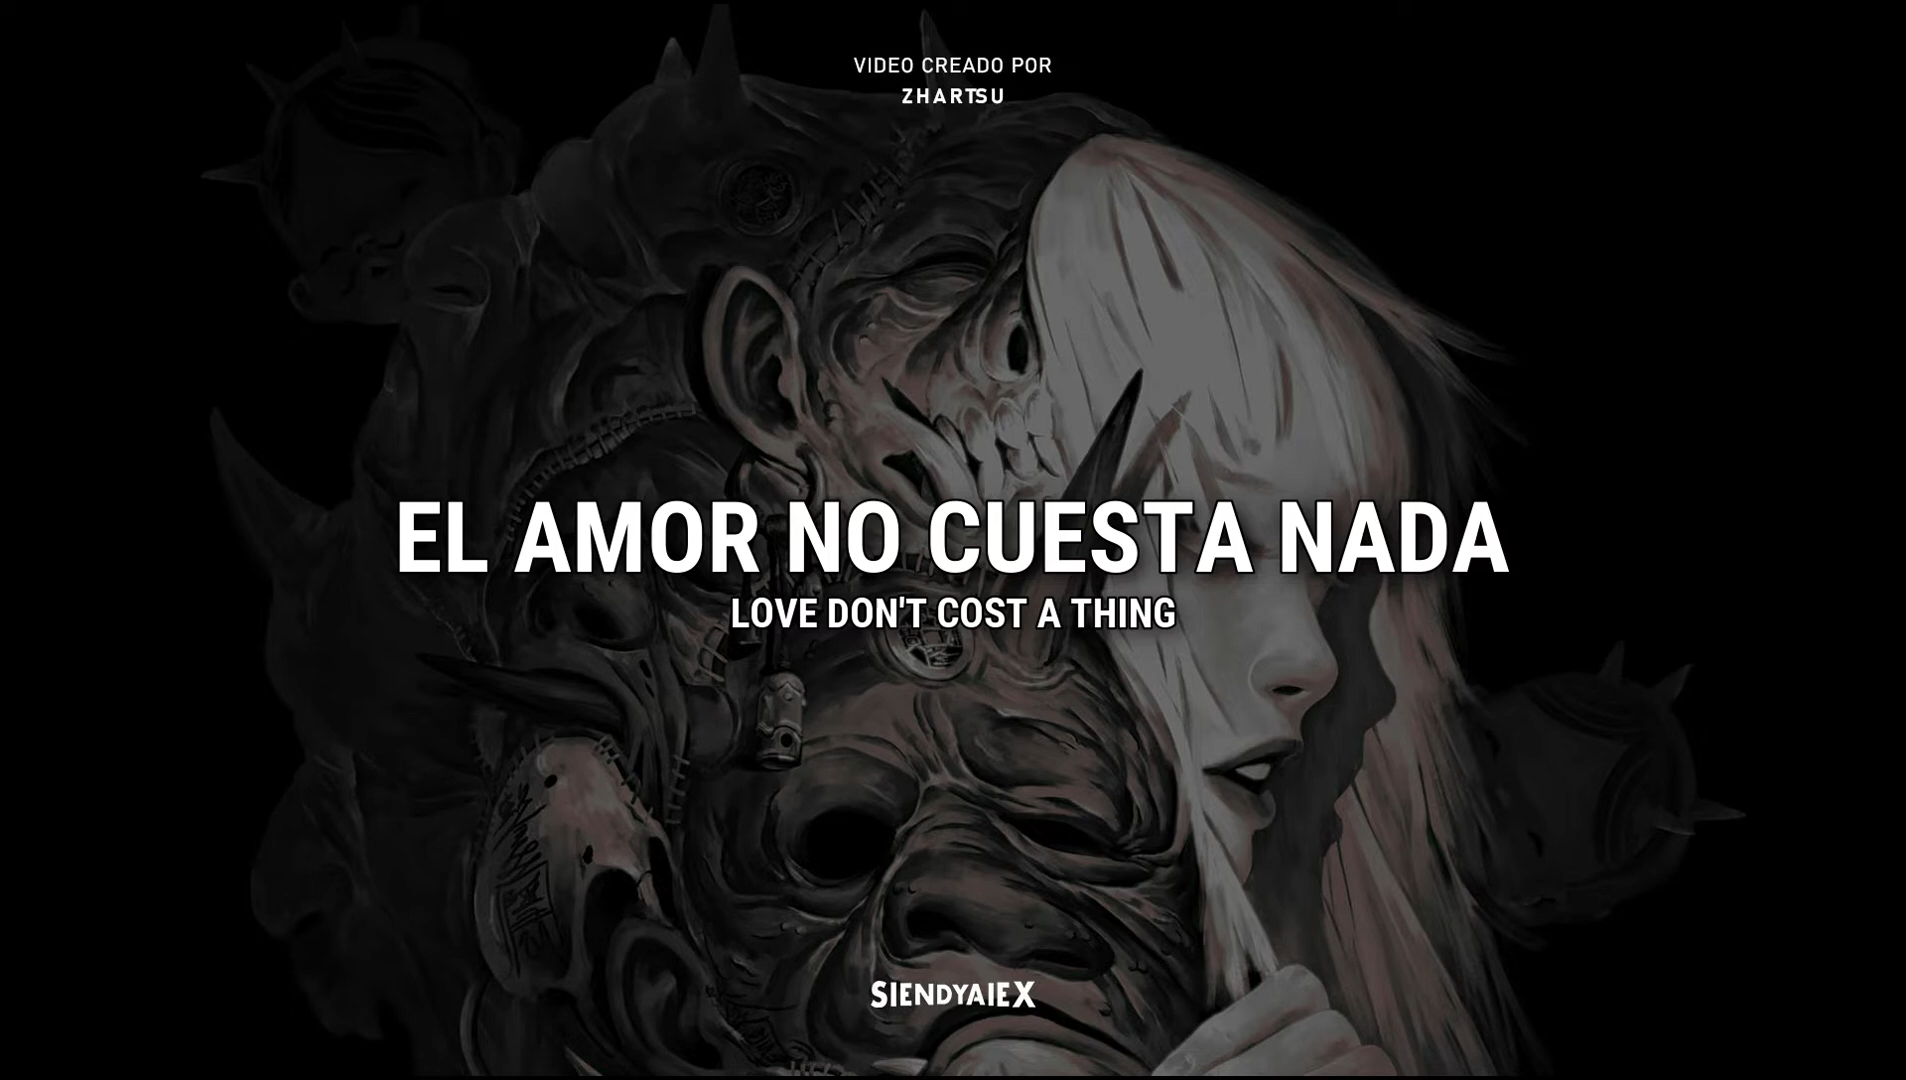 VIDEO CREADO POR
ZHARTSU
EL AMOR NO CUESTA NADA
LOVE DON'T COST A THING
SIENDYAIEX